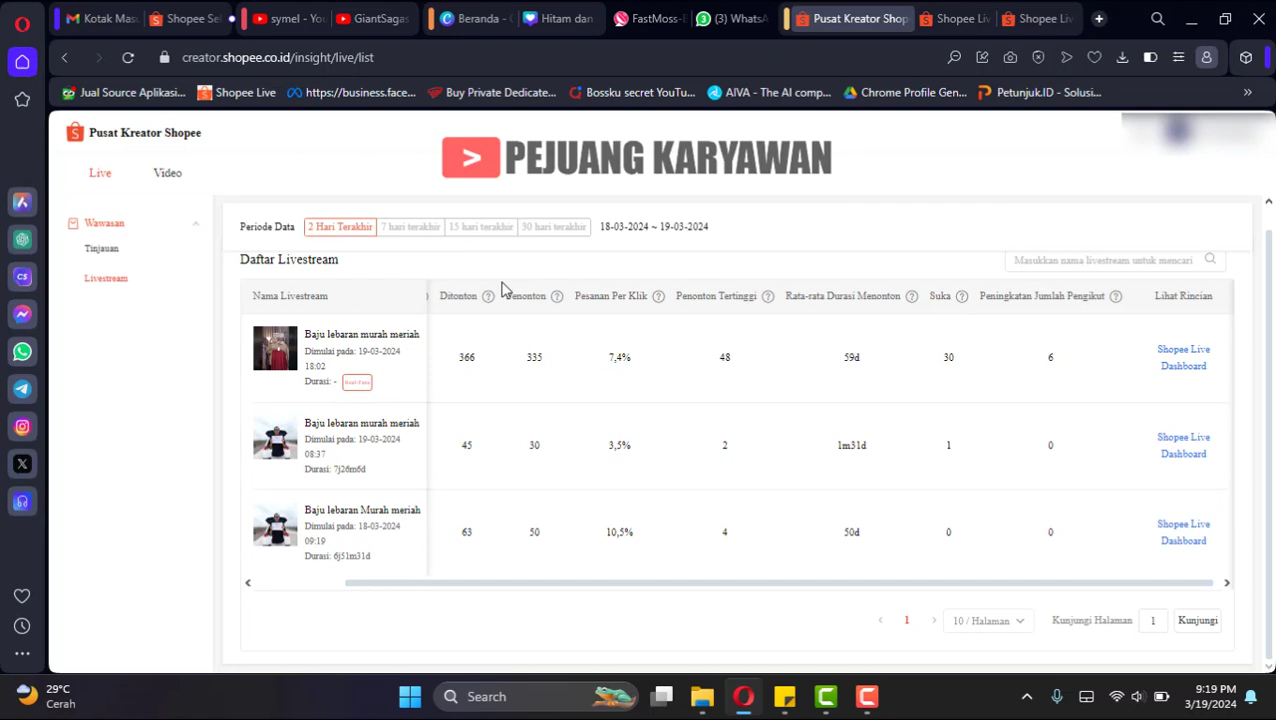 Kotak Masu
Shopee Sel
symel - You
GiantSagas
Beranda - C
Hitam dan
FastMoss-E
(3) WhatsA
Pusat Kreator Shop
Shopee Liv
Shopee Liv
creator.shopee.co.id/insight/live/list
Jual Source Aplikasi...
Shopee Live
https://business.face...
Buy Private Dedicate...
Bossku secret YouTu...
AIVA - The AI comp...
Chrome Profile Gen...
Petunjuk.ID - Solusi...
Pusat Kreator Shopee
PEJUANG KARYAWAN
Live Video
Wawasan
Tinjauan
Livestream
Periode Data 2 Hari Terakhir 7 hari terakhir 15 hari terakhir 30 hari terakhir 18-03-2024 ~ 19-03-2024
Daftar Livestream
Masukkan nama livestream untuk mencari
Nama Livestream Ditonton Penonton Pesanan Per Klik Penonton Tertinggi Rata-rata Durasi Menonton Suka Peningkatan Jumlah Pengikut Lihat Rincian
Baju lebaran murah meriah
Dimulai pada: 19-03-2024
18:02
Durasi: - Real-Time
366 335 7,4% 48 59d 30 6
Shopee Live
Dashboard
Baju lebaran murah meriah
Dimulai pada: 19-03-2024
08:37
Durasi: 7j26m6d
45 30 3,5% 2 1m31d 1 0
Shopee Live
Dashboard
Baju lebaran Murah meriah
Dimulai pada: 18-03-2024
09:19
Durasi: 6j51m31d
63 50 10,5% 4 50d 0 0
Shopee Live
Dashboard
1 10 / Halaman Kunjungi Halaman 1 Kunjungi
29°C
Cerah
Search
9:19 PM
3/19/2024